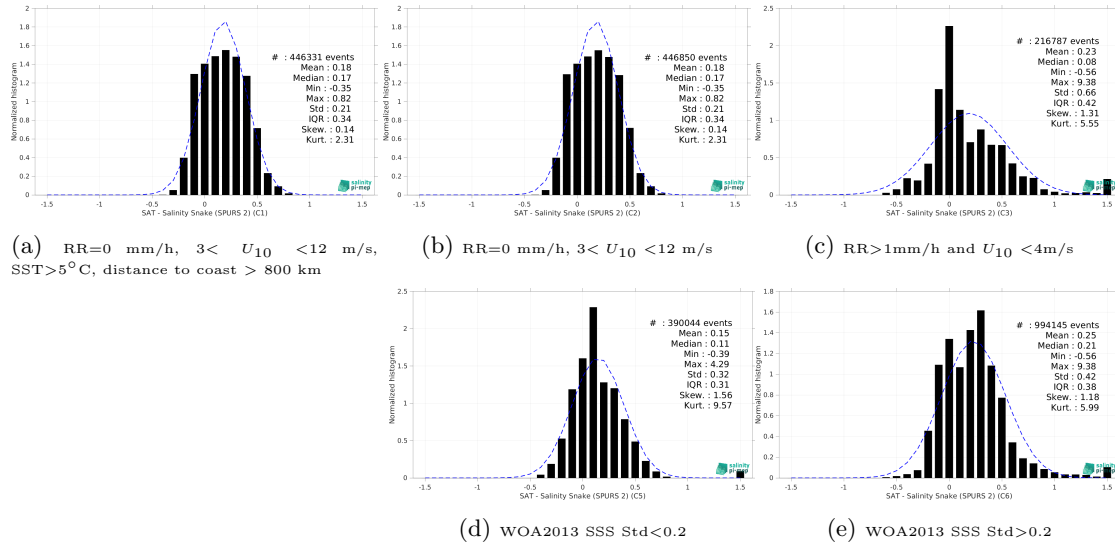 2
1.8
1.6
1.4
1.2
1
0.8
0.6
0.4
0.2
0
Normalized histogram
# : 446331 events
Mean : 0.18
Median : 0.17
Min : -0.35
Max : 0.82
Std : 0.21
IQR : 0.34
Skew. : 0.14
Kurt. : 2.31
salinity
pi-mep
-1.5 -1 -0.5 0 0.5 1 1.5
SAT - Salinity Snake (SPURS 2) (C1)
(a) RR=0 mm/h, 3< U10 <12 m/s,
SST>5°C, distance to coast > 800 km
2
1.8
1.6
1.4
1.2
1
0.8
0.6
0.4
0.2
0
Normalized histogram
# : 446850 events
Mean : 0.18
Median : 0.17
Min : -0.35
Max : 0.82
Std : 0.21
IQR : 0.34
Skew. : 0.14
Kurt. : 2.31
salinity
pi-mep
-1.5 -1 -0.5 0 0.5 1 1.5
SAT - Salinity Snake (SPURS 2) (C2)
(b) RR=0 mm/h, 3< U10 <12 m/s
2.5
2
1.5
1
0.5
0
Normalized histogram
# : 216787 events
Mean : 0.23
Median : 0.08
Min : -0.56
Max : 9.38
Std : 0.66
IQR : 0.42
Skew. : 1.31
Kurt. : 5.55
salinity
pi-mep
-1.5 -1 -0.5 0 0.5 1 1.5
SAT - Salinity Snake (SPURS 2) (C3)
(c) RR>1mm/h and U10 <4m/s
2.5
2
1.5
1
0.5
0
Normalized histogram
# : 390044 events
Mean : 0.15
Median : 0.11
Min : -0.39
Max : 4.29
Std : 0.32
IQR : 0.31
Skew. : 1.56
Kurt. : 9.57
salinity
pi-mep
-1.5 -1 -0.5 0 0.5 1 1.5
SAT - Salinity Snake (SPURS 2) (C5)
(d) WOA2013 SSS Std<0.2
1.8
1.6
1.4
1.2
1
0.8
0.6
0.4
0.2
0
Normalized histogram
# : 994145 events
Mean : 0.25
Median : 0.21
Min : -0.56
Max : 9.38
Std : 0.42
IQR : 0.38
Skew. : 1.18
Kurt. : 5.99
salinity
pi-mep
-1.5 -1 -0.5 0 0.5 1 1.5
SAT - Salinity Snake (SPURS 2) (C6)
(e) WOA2013 SSS Std>0.2